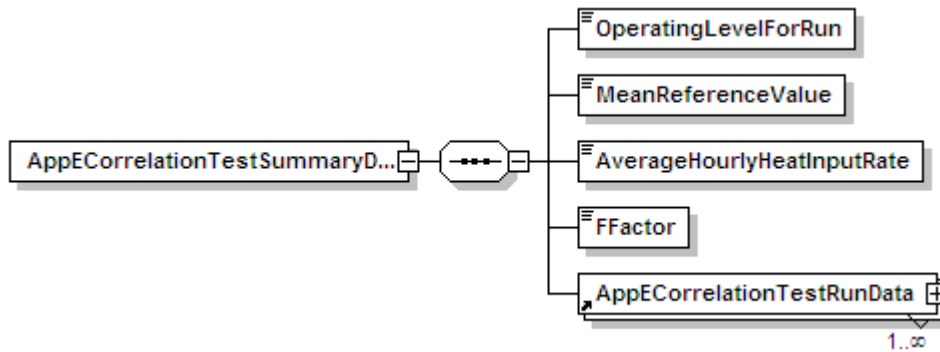 OperatingLevelForRun
MeanReferenceValue
AppECorrelationTestSummaryD...
AverageHourlyHeatInputRate
FFactor
AppECorrelationTestRunData
1..∞